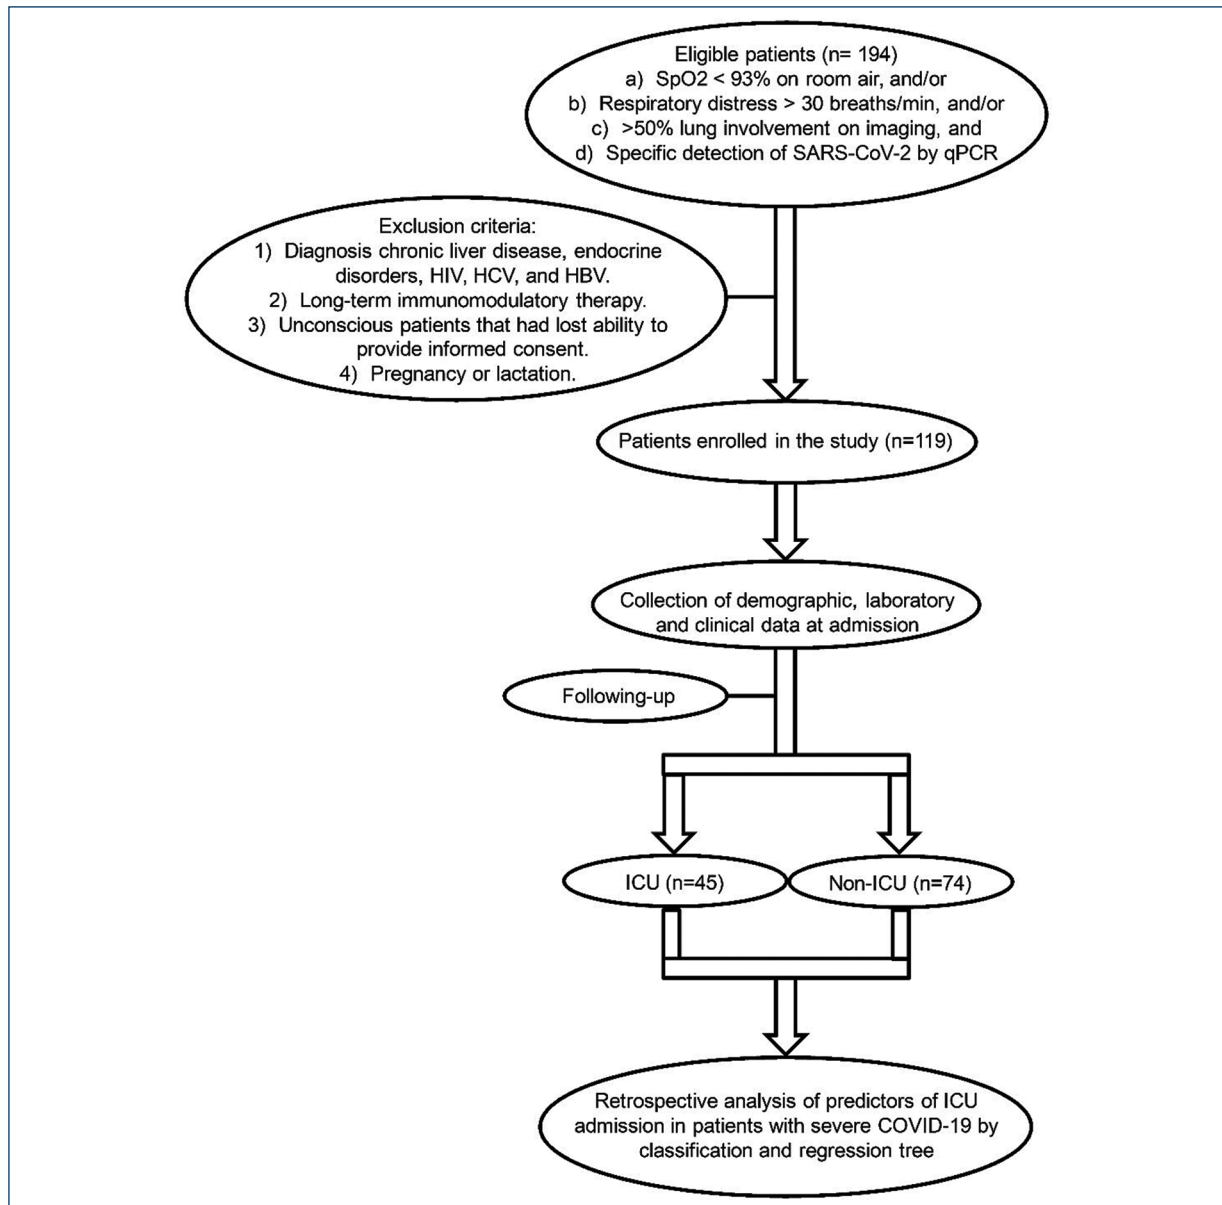 Eligible patients (n= 194)
a) SpO2 < 93% on room air, and/or
b) Respiratory distress > 30 breaths/min, and/or
c) >50% lung involvement on imaging, and
d) Specific detection of SARS-CoV-2 by qPCR
Exclusion criteria:
1) Diagnosis chronic liver disease, endocrine
disorders, HIV, HCV, and HBV.
2) Long-term immunomodulatory therapy.
3) Unconscious patients that had lost ability to
provide informed consent.
4) Pregnancy or lactation.
Patients enrolled in the study (n=119)
Collection of demographic, laboratory
and clinical data at admission
Following-up
ICU (n=45)
Non-ICU (n=74)
Retrospective analysis of predictors of ICU
admission in patients with severe COVID-19 by
classification and regression tree